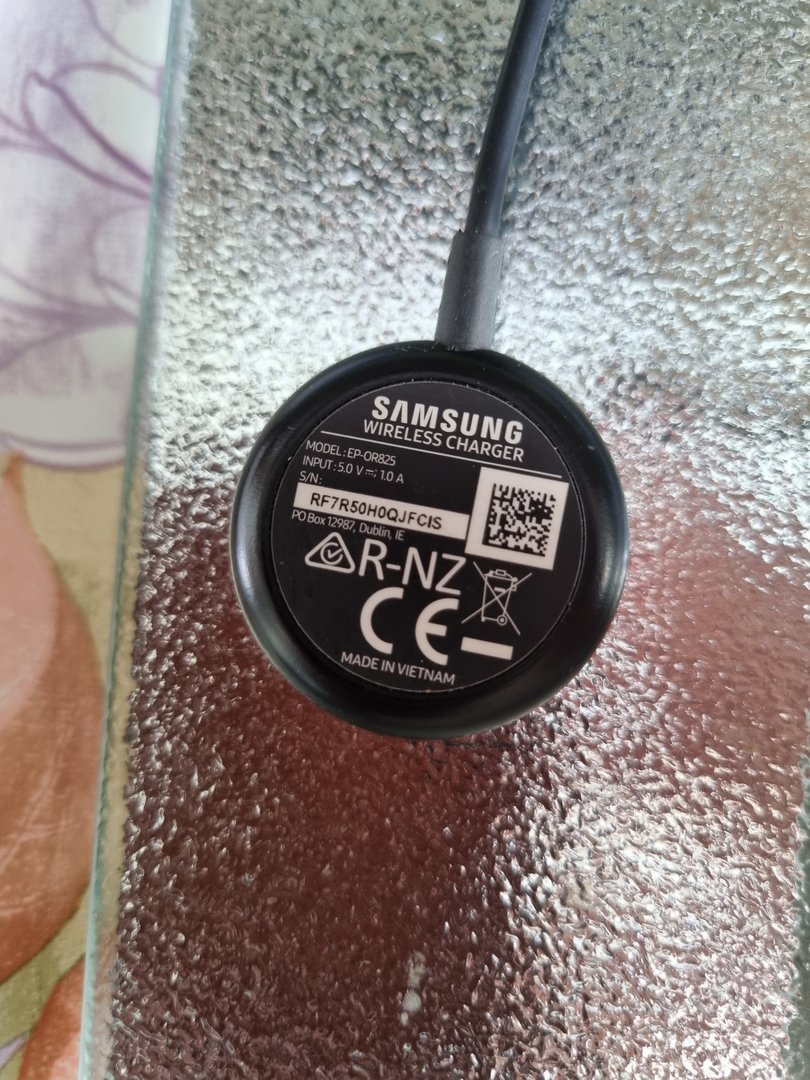 SAMSUNG
WIRELESS CHARGER
MODEL : EP-OR825
INPUT : 5.0 V ⎓; 1.0 A
S/N :
RF7R50H0QJFCIS
PO Box 12987, Dublin, IE
R-NZ
CE
MADE IN VIETNAM